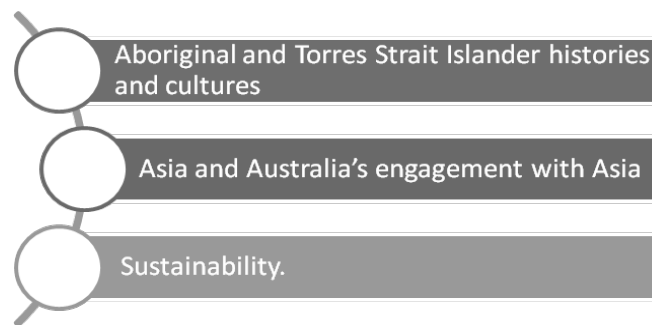 Aboriginal and Torres Strait Islander histories
and cultures
Asia and Australia’s engagement with Asia
Sustainability.